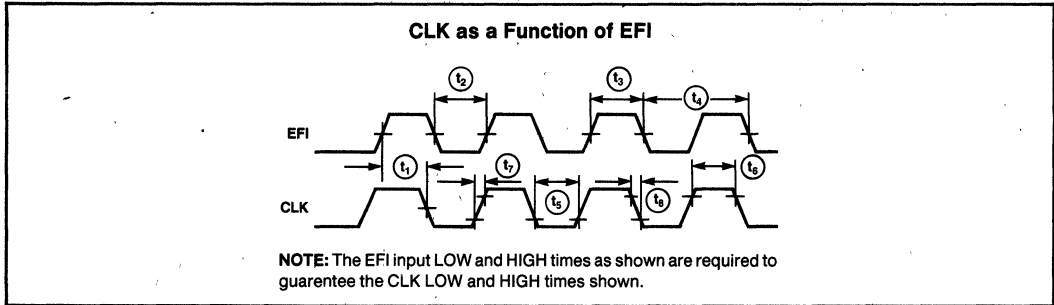 CLK as a Function of EFI
t2
t3
t4
EFI
t1
t7
t5
t8
t6
CLK
NOTE: The EFI input LOW and HIGH times as shown are required to
guarentee the CLK LOW and HIGH times shown.